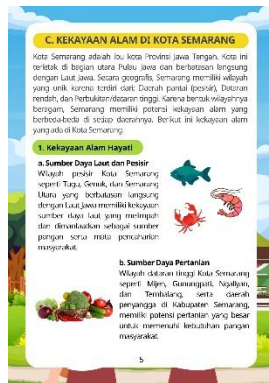 C. KEKAYAAN ALAM DI KOTA SEMARANG
Kota Semarang adalah ibu kota Provinsi Jawa Tengah. Kota ini
terletak di bagian utara Pulau Jawa dan berbatasan langsung
dengan Laut Jawa. Secara geografis, Semarang memiliki wilayah
yang unik karena terdiri dari: Daerah pantai (pesisir), Dataran
rendah, dan Perbukitan/dataran tinggi. Karena bentuk wilayahnya
beragam, Semarang memiliki potensi kekayaan alam yang
berbeda-beda di setiap daerahnya. Berikut ini kekayaan alam
yang ada di Kota Semarang.
1. Kekayaan Alam Hayati
a. Sumber Daya Laut dan Pesisir
Wilayah pesisir Kota Semarang
seperti Tugu, Genuk, dan Semarang
Utara yang berbatasan langsung
dengan Laut Jawa memiliki kekayaan
sumber daya laut yang melimpah
dan dimanfaatkan sebagai sumber
pangan serta mata pencaharian
masyarakat.
b. Sumber Daya Pertanian
Wilayah dataran tinggi Kota Semarang
seperti Mijen, Gunungpati, Ngaliyan,
dan Tembalang, serta daerah
penyangga di Kabupaten Semarang,
memiliki potensi pertanian yang besar
untuk memenuhi kebutuhan pangan
masyarakat.
5